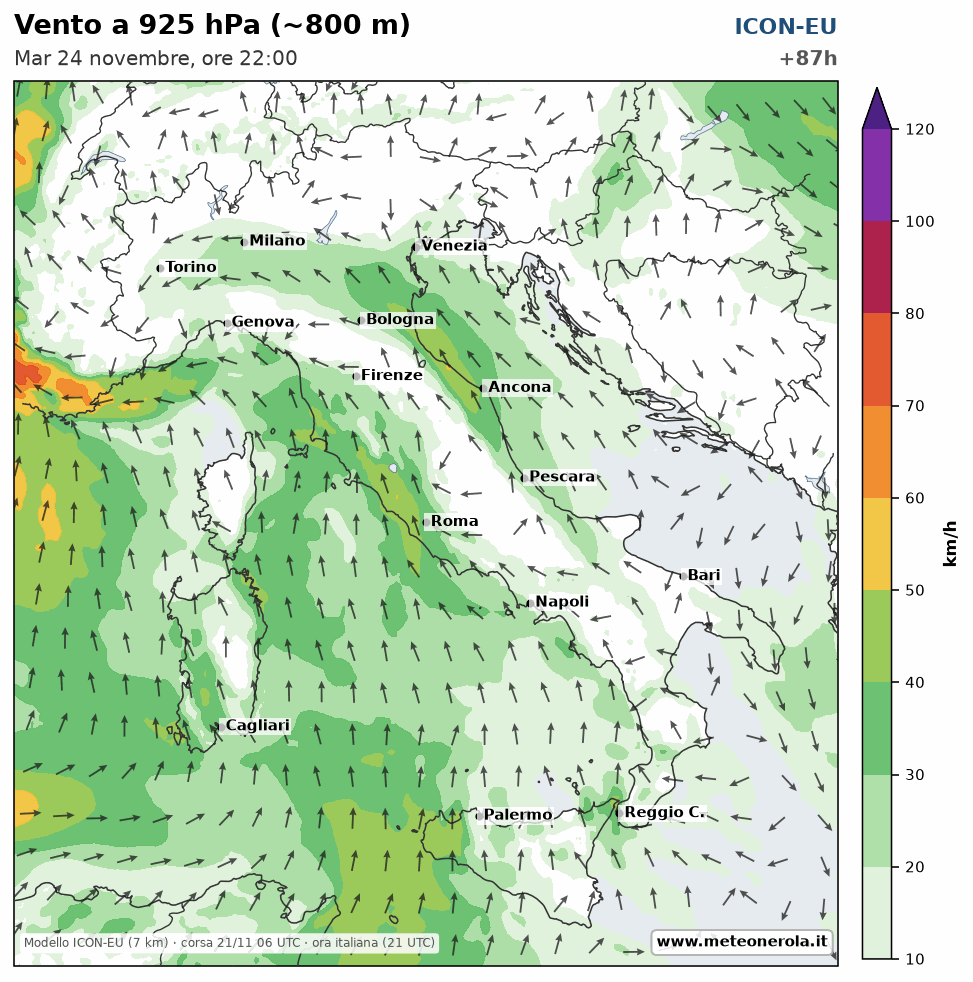 Vento a 925 hPa (~800 m)
ICON-EU
Mar 24 novembre, ore 22:00
+87h
Milano
Venezia
Torino
Genova
Bologna
Firenze
Ancona
Pescara
Roma
Bari
Napoli
Cagliari
Palermo
Reggio C.
120
100
80
70
60
50
40
30
20
10
km/h
Modello ICON-EU (7 km) · corsa 21/11 06 UTC · ora italiana (21 UTC)
www.meteonerola.it